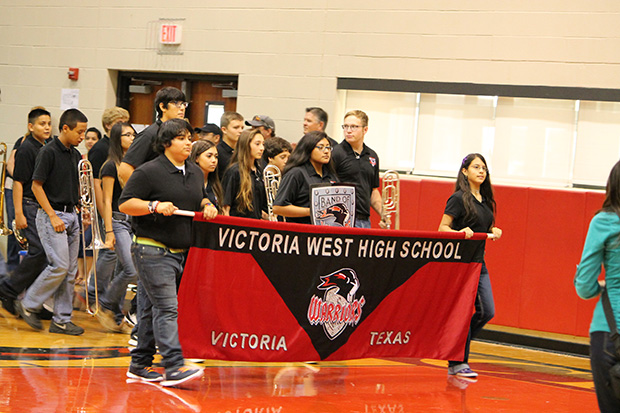 EXIT
BAND OF
VICTORIA WEST HIGH SCHOOL
WARRIORS
VICTORIA TEXAS